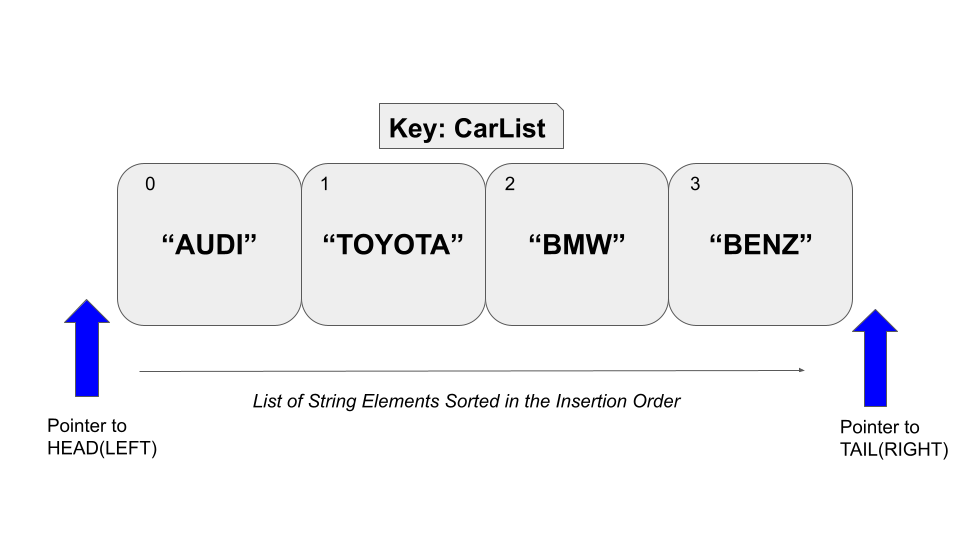 Key: CarList
0
1
2
3
“AUDI”
“TOYOTA”
“BMW”
“BENZ”
List of String Elements Sorted in the Insertion Order
Pointer to
HEAD(LEFT)
Pointer to
TAIL(RIGHT)